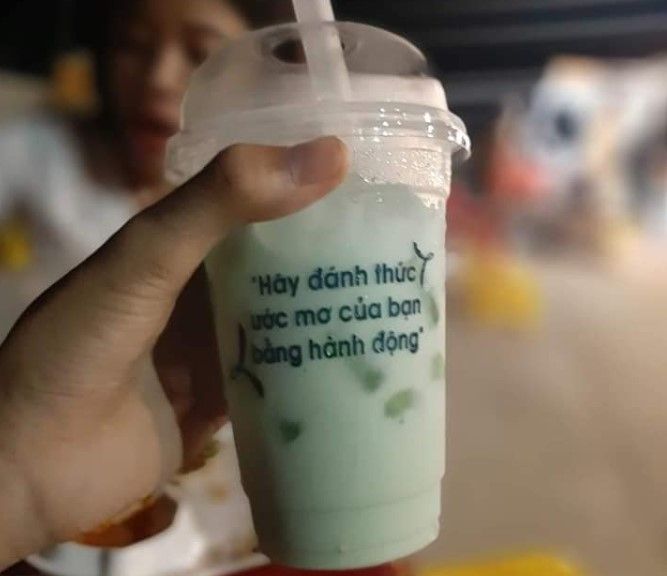 "Hãy đánh thức
ước mơ của bạn
bằng hành động"